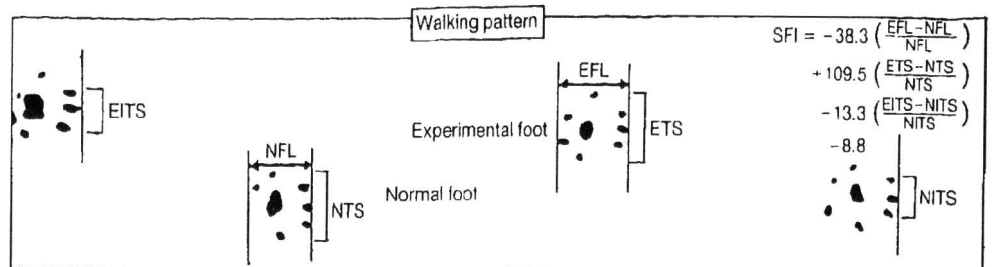 Walking pattern
SFI = -38.3 (EFL-NFL / NFL)
+109.5 (ETS-NTS / NTS)
-13.3 (EITS-NITS / NITS)
-8.8
EITS
EFL
Experimental foot
ETS
NFL
NTS
Normal foot
NITS